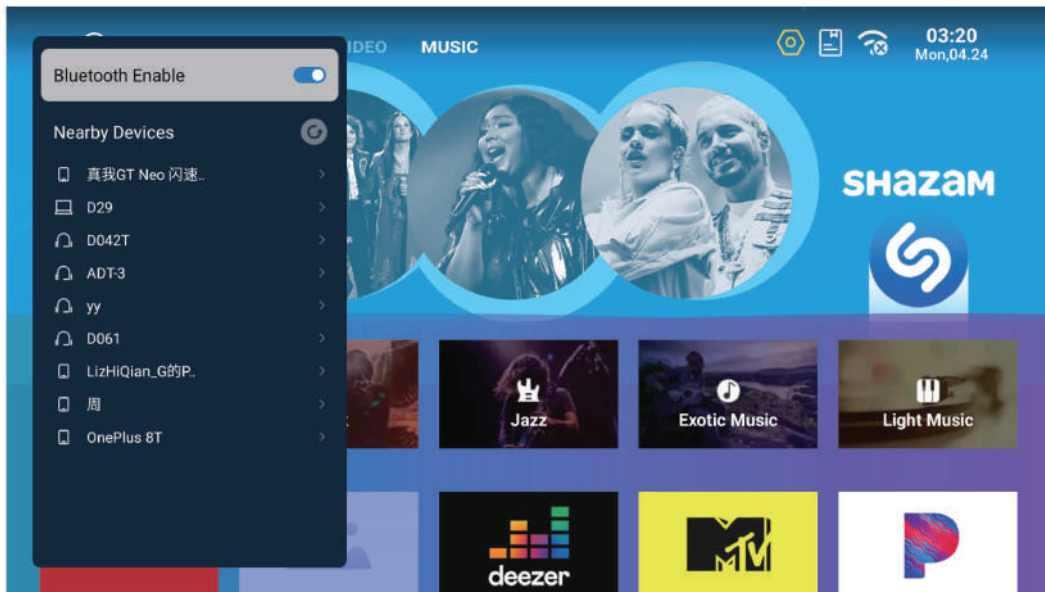 IDEO
MUSIC
03:20
Mon,04.24
Bluetooth Enable
Nearby Devices
真我GT Neo 闪速..
D29
D042T
ADT-3
yy
D061
LizHiQian_G的P..
周
OnePlus 8T
SHAZAM
Jazz
Exotic Music
Light Music
deezer
MTV